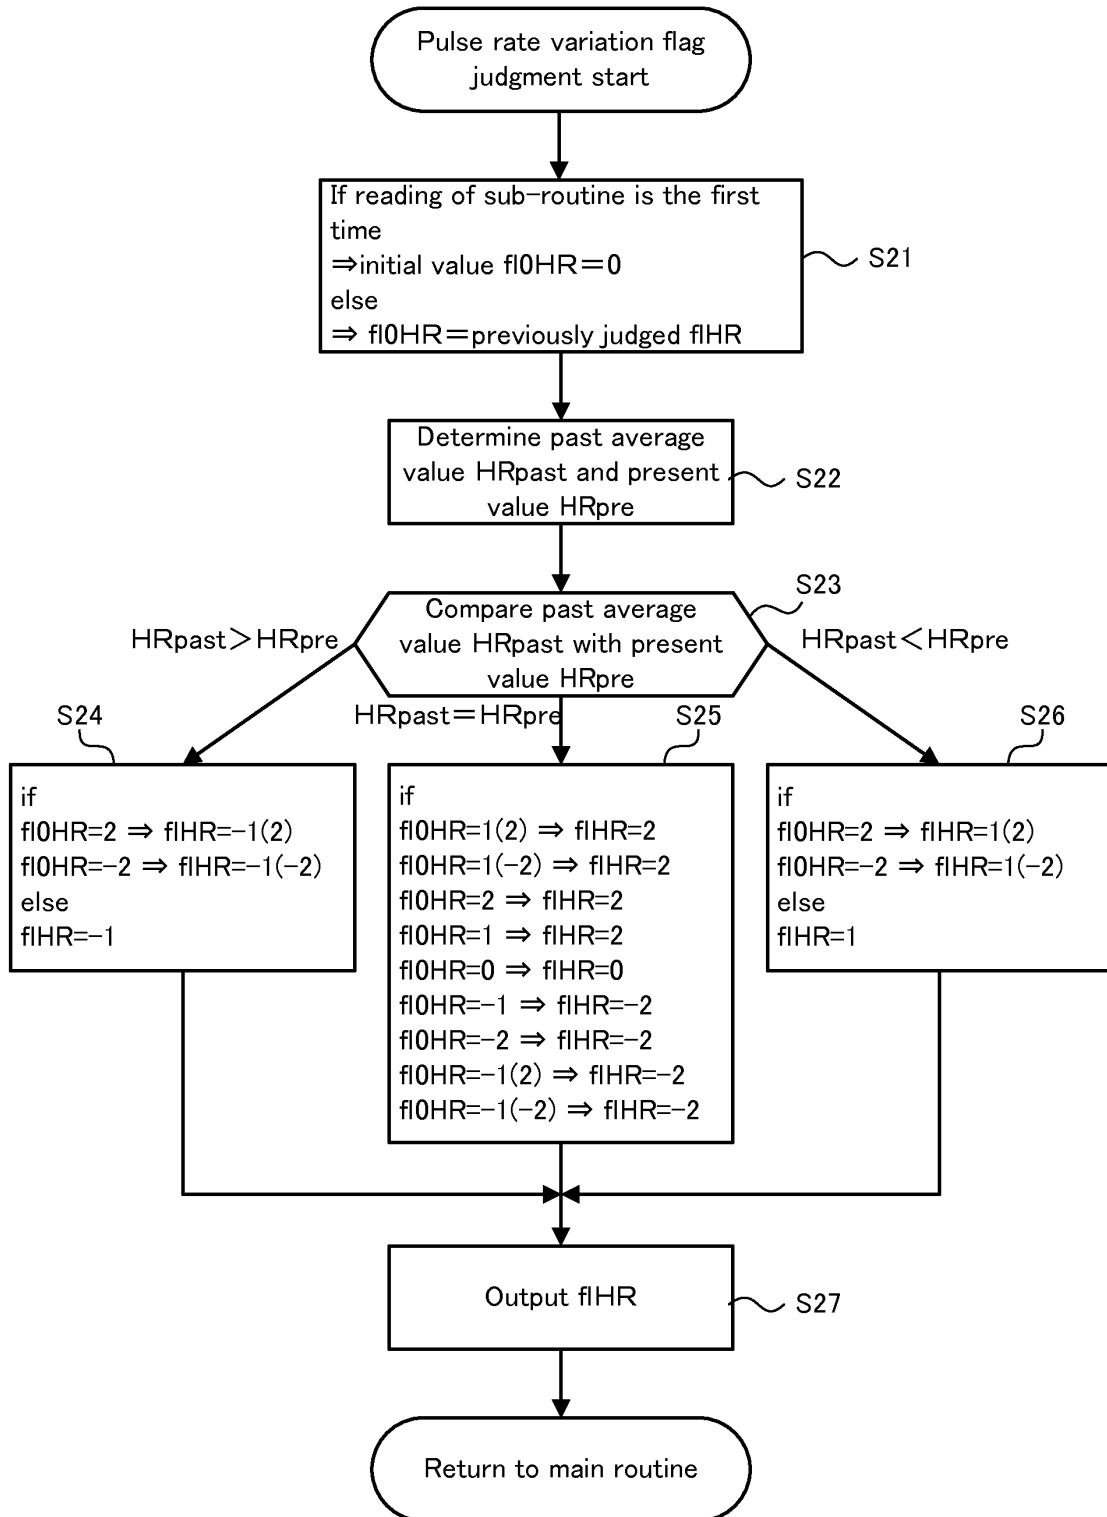 Pulse rate variation flag
judgment start
If reading of sub-routine is the first
time
⇒initial value fl0HR=0
else
⇒ fl0HR=previously judged flHR
S21
Determine past average
value HRpast and present
value HRpre
S22
S23
Compare past average
value HRpast with present
value HRpre
HRpast>HRpre
HRpast=HRpre
HRpast<HRpre
S24
if
fl0HR=2 ⇒ flHR=-1(2)
fl0HR=-2 ⇒ flHR=-1(-2)
else
flHR=-1
S25
if
fl0HR=1(2) ⇒ flHR=2
fl0HR=1(-2) ⇒ flHR=2
fl0HR=2 ⇒ flHR=2
fl0HR=1 ⇒ flHR=2
fl0HR=0 ⇒ flHR=0
fl0HR=-1 ⇒ flHR=-2
fl0HR=-2 ⇒ flHR=-2
fl0HR=-1(2) ⇒ flHR=-2
fl0HR=-1(-2) ⇒ flHR=-2
S26
if
fl0HR=2 ⇒ flHR=1(2)
fl0HR=-2 ⇒ flHR=1(-2)
else
flHR=1
Output flHR
S27
Return to main routine